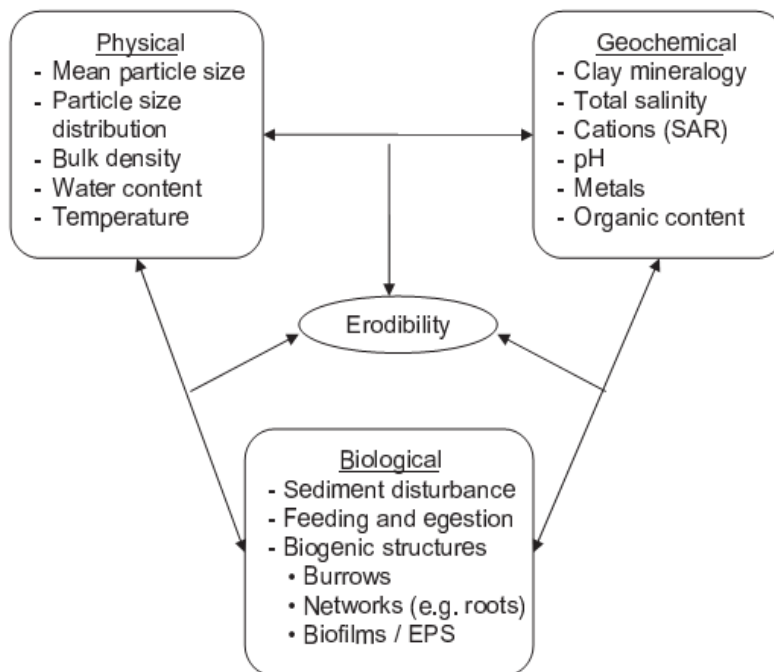 Physical
- Mean particle size
- Particle size
distribution
- Bulk density
- Water content
- Temperature
Geochemical
- Clay mineralogy
- Total salinity
- Cations (SAR)
- pH
- Metals
- Organic content
Erodibility
Biological
- Sediment disturbance
- Feeding and egestion
- Biogenic structures
• Burrows
• Networks (e.g. roots)
• Biofilms / EPS